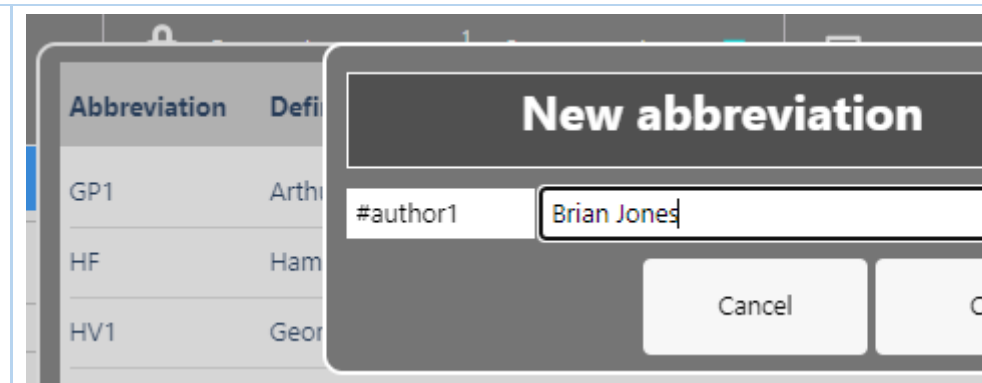 Abbreviation
New abbreviation
GP1
#author1 Brian Jones
HF
Cancel
HV1